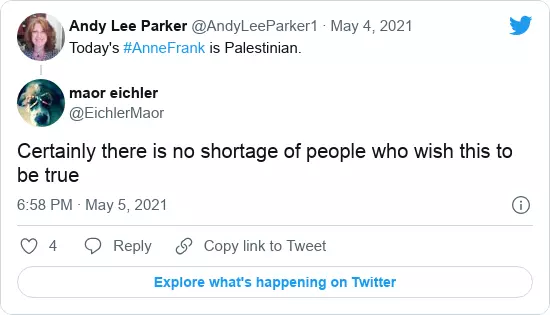 Andy Lee Parker @AndyLeeParker1 · May 4, 2021
Today's #AnneFrank is Palestinian.
maor eichler
@EichlerMaor
Certainly there is no shortage of people who wish this to
be true
6:58 PM · May 5, 2021
4 Reply Copy link to Tweet
Explore what's happening on Twitter